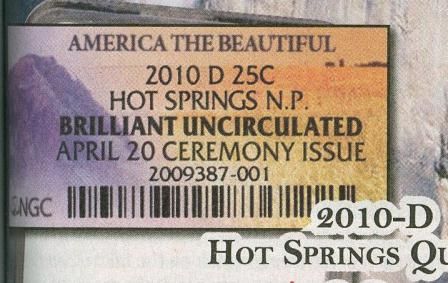 AMERICA THE BEAUTIFUL
2010 D 25C
HOT SPRINGS N.P.
BRILLIANT UNCIRCULATED
APRIL 20 CEREMONY ISSUE
2009387-001
NGC
2010-D
HOT SPRINGS QU